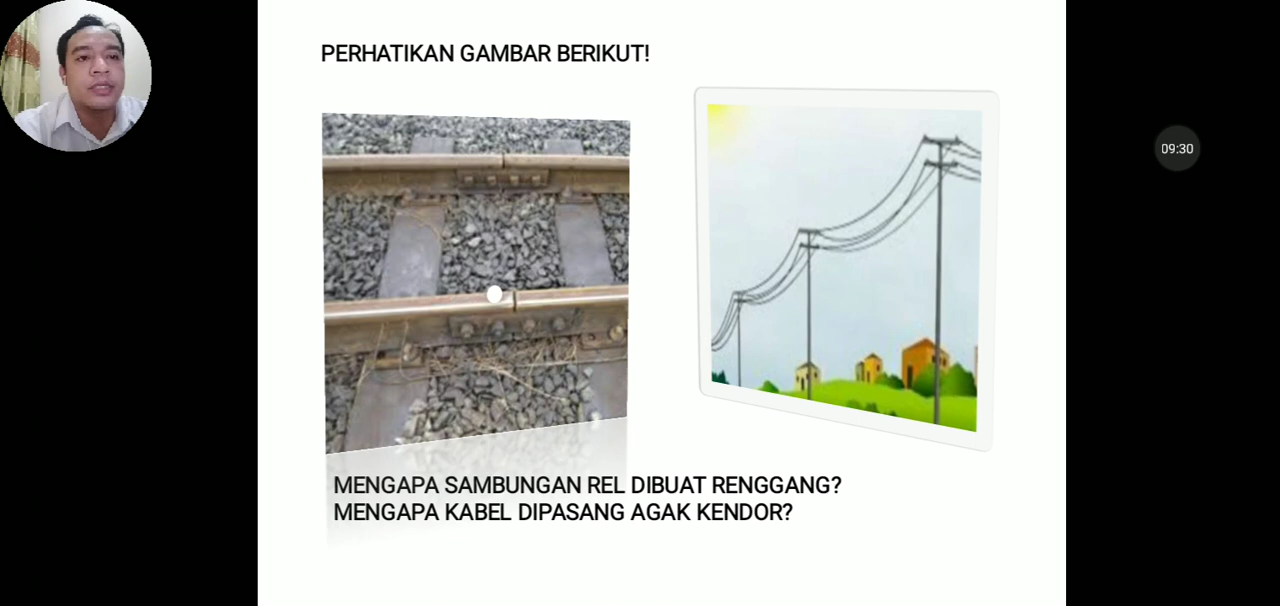 PERHATIKAN GAMBAR BERIKUT!
09:30
MENGAPA SAMBUNGAN REL DIBUAT RENGGANG?
MENGAPA KABEL DIPASANG AGAK KENDOR?